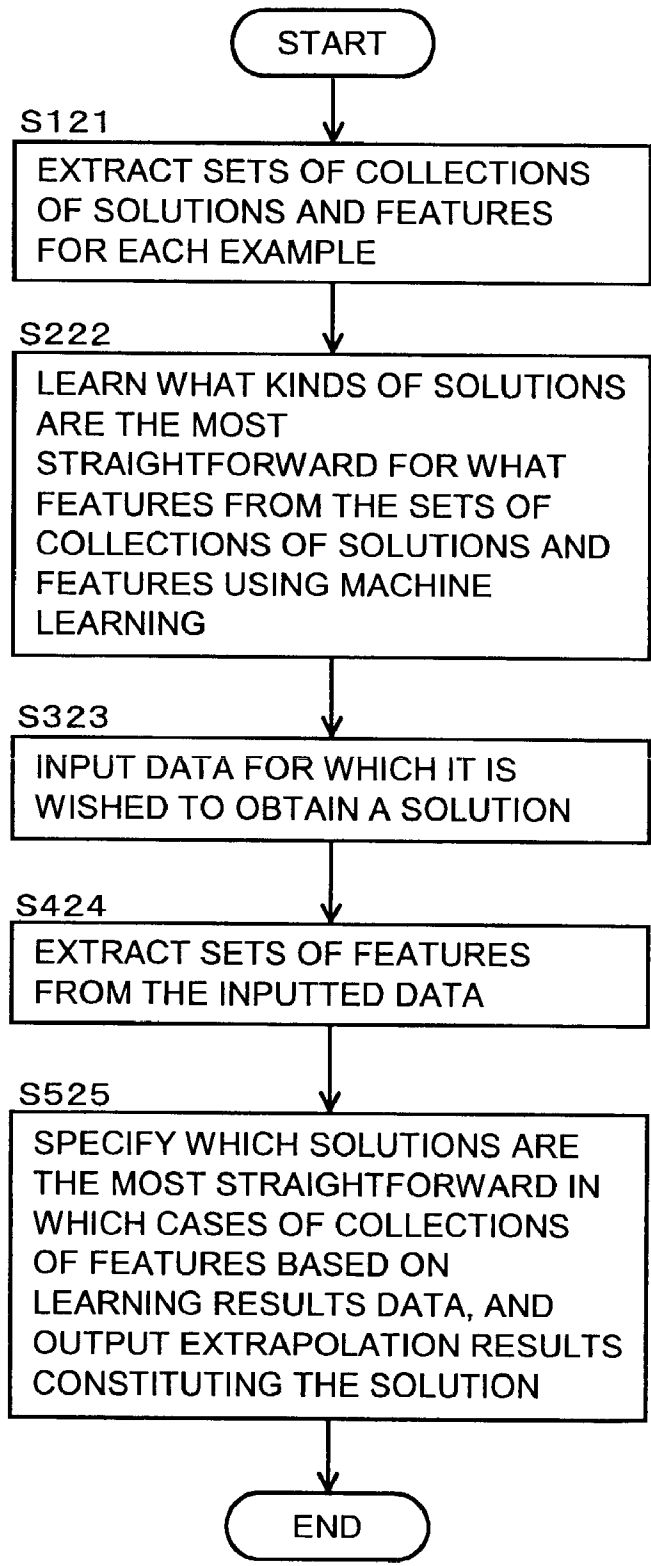 START
S121
EXTRACT SETS OF COLLECTIONS
OF SOLUTIONS AND FEATURES
FOR EACH EXAMPLE
S222
LEARN WHAT KINDS OF SOLUTIONS
ARE THE MOST
STRAIGHTFORWARD FOR WHAT
FEATURES FROM THE SETS OF
COLLECTIONS OF SOLUTIONS AND
FEATURES USING MACHINE
LEARNING
S323
INPUT DATA FOR WHICH IT IS
WISHED TO OBTAIN A SOLUTION
S424
EXTRACT SETS OF FEATURES
FROM THE INPUTTED DATA
S525
SPECIFY WHICH SOLUTIONS ARE
THE MOST STRAIGHTFORWARD IN
WHICH CASES OF COLLECTIONS
OF FEATURES BASED ON
LEARNING RESULTS DATA, AND
OUTPUT EXTRAPOLATION RESULTS
CONSTITUTING THE SOLUTION
END